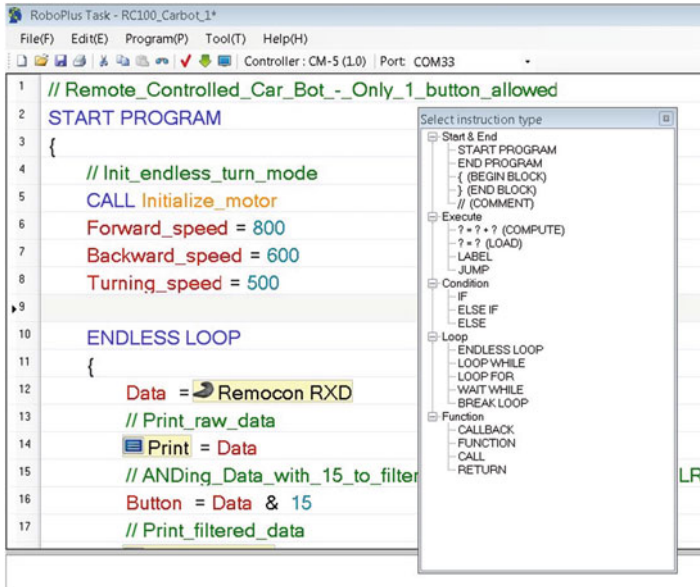 RoboPlus Task - RC100_Carbot_1*
File(F) Edit(E) Program(P) Tool(T) Help(H)
Controller : CM-5 (1.0) Port: COM33
1 // Remote_Controlled_Car_Bot_-_Only_1_button_allowed
2 START PROGRAM
3 {
4 // Init_endless_turn_mode
5 CALL Initialize_motor
6 Forward_speed = 800
7 Backward_speed = 600
8 Turning_speed = 500
9
10 ENDLESS LOOP
11 {
12 Data = Remocon RXD
13 // Print_raw_data
14 Print = Data
15 // ANDing_Data_with_15_to_filter LR
16 Button = Data & 15
17 // Print_filtered_data
Select instruction type
Start & End
START PROGRAM
END PROGRAM
{ (BEGIN BLOCK)
} (END BLOCK)
// (COMMENT)
Execute
? = ? + ? (COMPUTE)
? = ? (LOAD)
LABEL
JUMP
Condition
IF
ELSE IF
ELSE
Loop
ENDLESS LOOP
LOOP WHILE
LOOP FOR
WAIT WHILE
BREAK LOOP
Function
CALLBACK
FUNCTION
CALL
RETURN